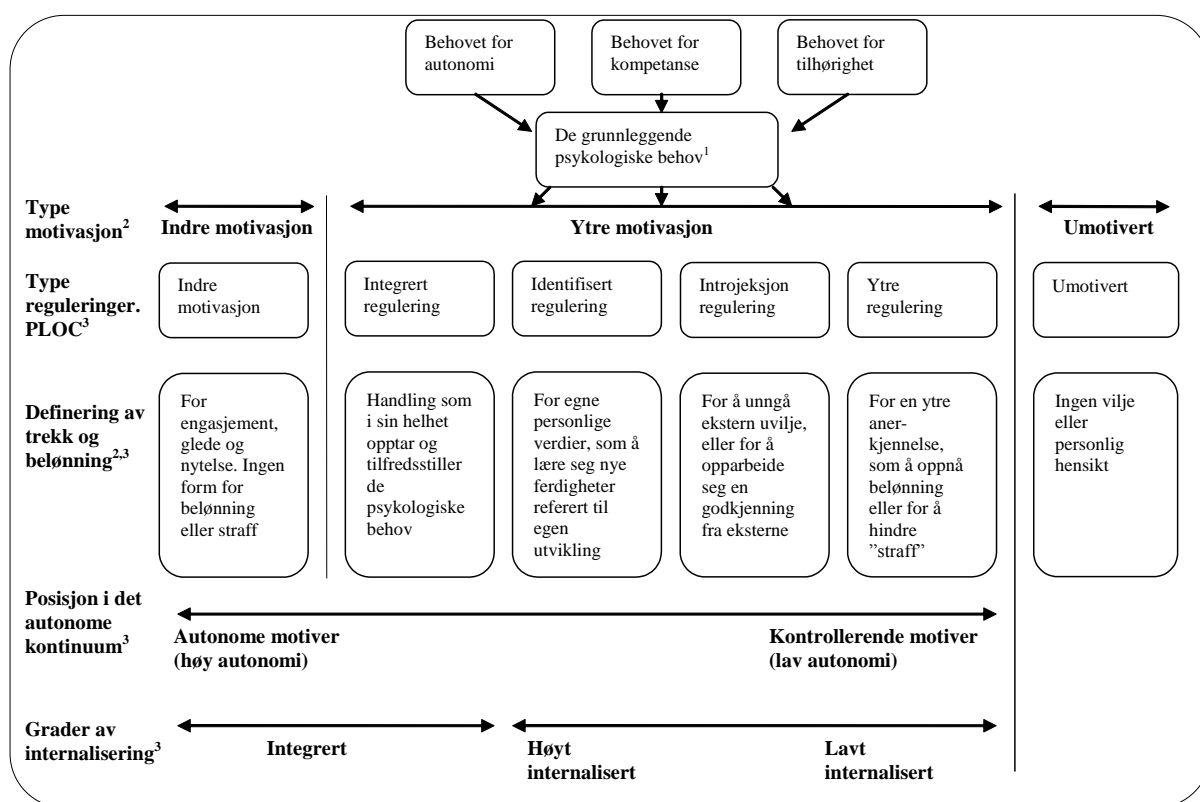 Behovet for
autonomi
Behovet for
kompetanse
Behovet for
tilhørighet
De grunnleggende
psykologiske behov¹
Type
motivasjon²
Indre motivasjon
Ytre motivasjon
Umotivert
Type
reguleringer.
PLOC³
Indre
motivasjon
Integrert
regulering
Identifisert
regulering
Introjeksjon
regulering
Ytre
regulering
Umotivert
Definering av
trekk og
belønning²,³
For
engasjement,
glede og
nytelse. Ingen
form for
belønning
eller straff
Handling som
i sin helhet
opptar og
tilfredsstiller
de
psykologiske
behov
For egne
personlige
verdier, som å
lære seg nye
ferdigheter
referert til
egen
utvikling
For å unngå
ekstern uvilje,
eller for å
opparbeide
seg en
godkjenning
fra eksterne
For en ytre
aner-
kjennelse,
som å oppnå
belønning
eller for å
hindre
”straff”
Ingen vilje
eller
personlig
hensikt
Posisjon i det
autonome
kontinuum³
Autonome motiver
(høy autonomi)
Kontrollerende motiver
(lav autonomi)
Grader av
internalisering³
Integrert
Høyt
internalisert
Lavt
internalisert